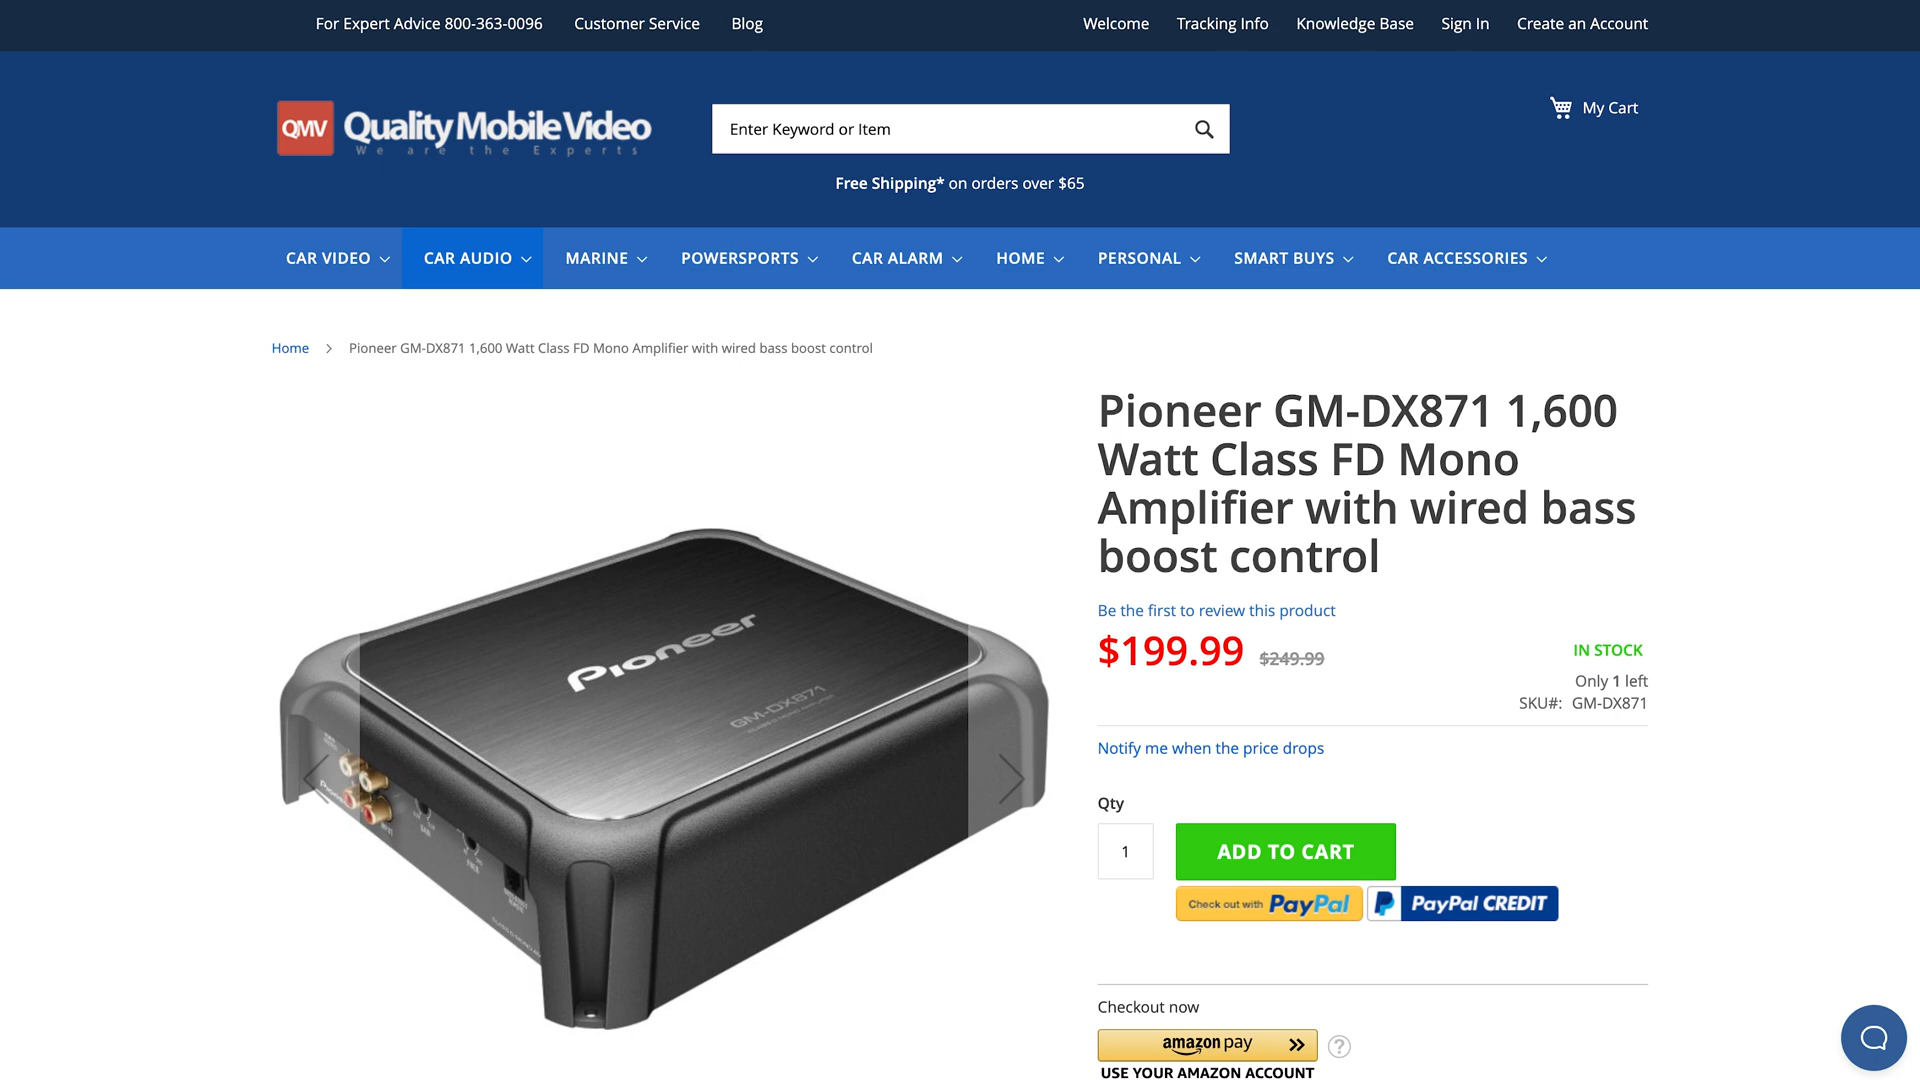 For Expert Advice 800-363-0096 Customer Service Blog Welcome Tracking Info Knowledge Base Sign In Create an Account
QMV Quality Mobile Video
We are the Experts
Enter Keyword or Item
My Cart
Free Shipping* on orders over $65
CAR VIDEO CAR AUDIO MARINE POWERSPORTS CAR ALARM HOME PERSONAL SMART BUYS CAR ACCESSORIES
Home Pioneer GM-DX871 1,600 Watt Class FD Mono Amplifier with wired bass boost control
Pioneer GM-DX871 1,600
Watt Class FD Mono
Amplifier with wired bass
boost control
Be the first to review this product
$199.99 $249.99
IN STOCK
Only 1 left
SKU#: GM-DX871
Notify me when the price drops
Qty
1
ADD TO CART
Check out with PayPal
PayPal CREDIT
Checkout now
amazon pay
?
USE YOUR AMAZON ACCOUNT
Pioneer
GM-DX871